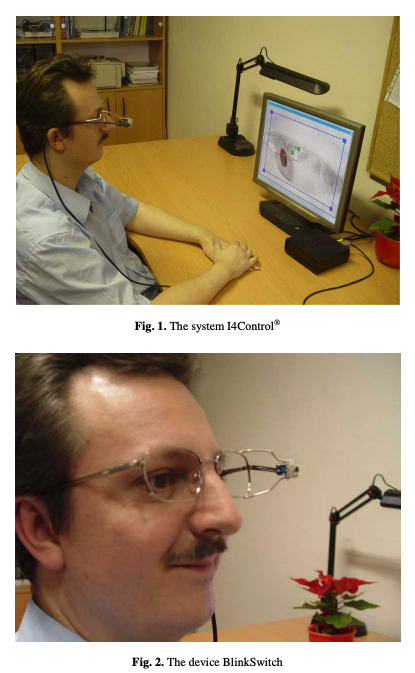 Fig. 1. The system I4Control®
Fig. 2. The device BlinkSwitch